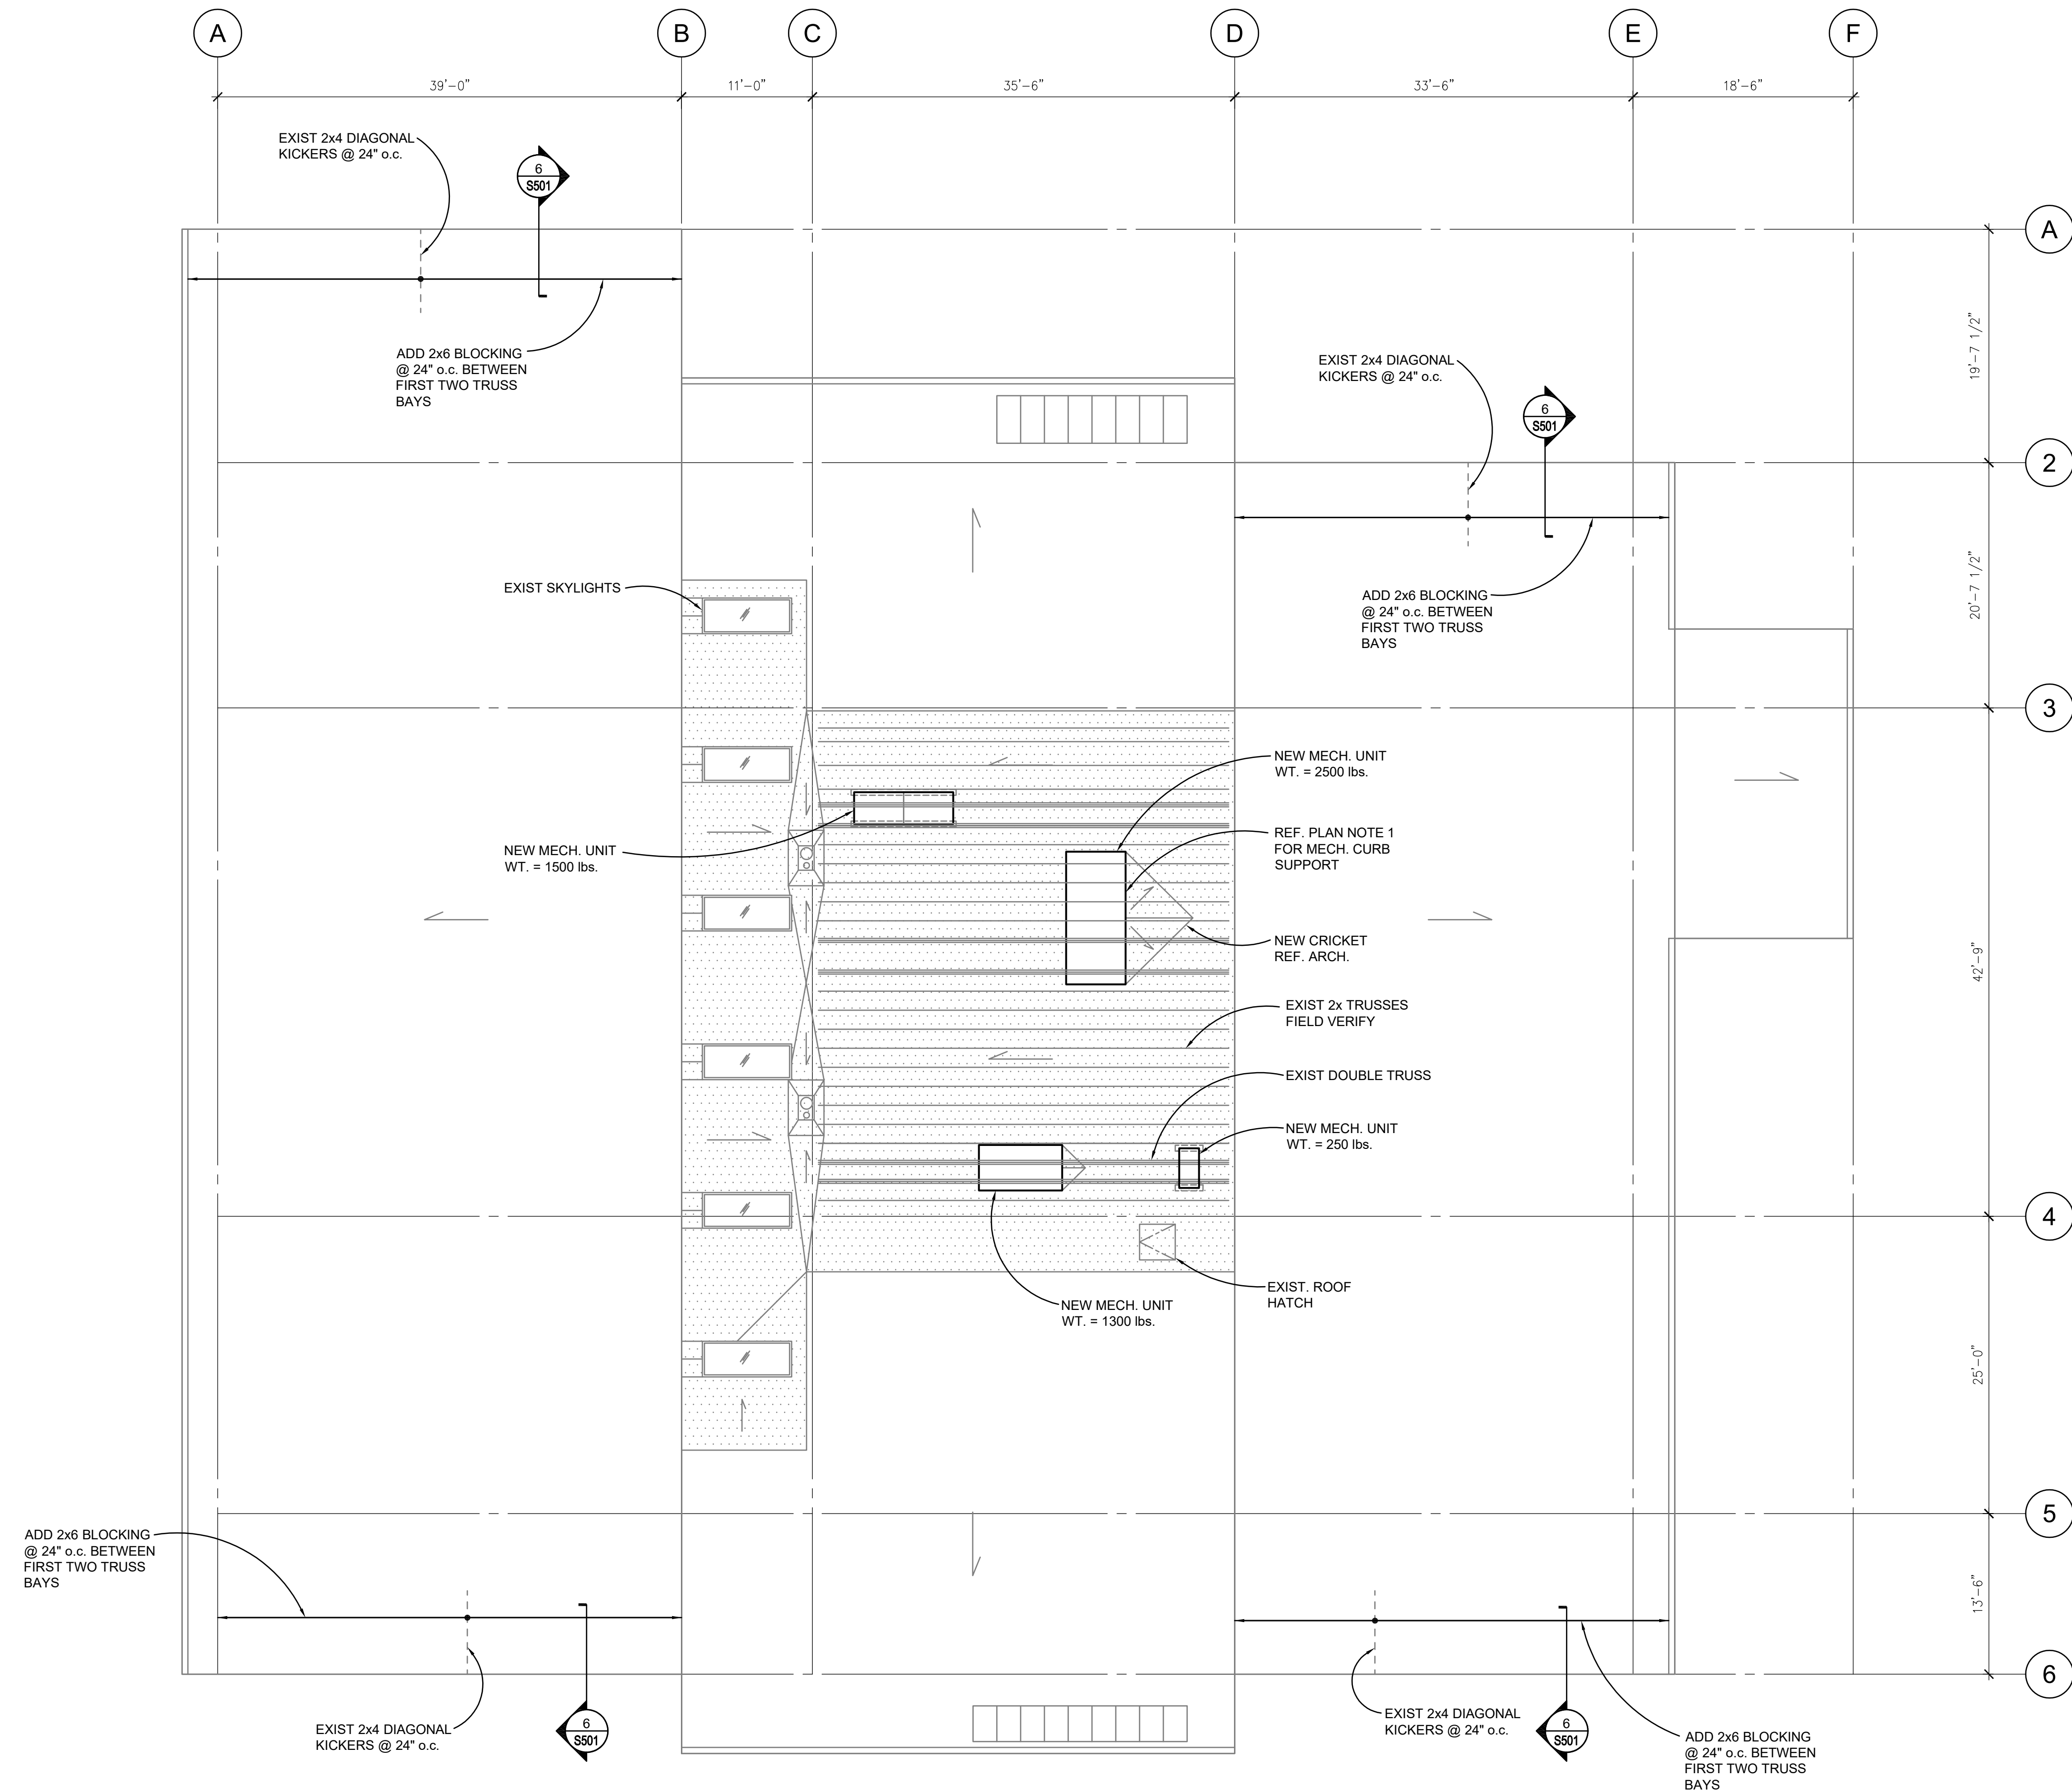 A
B
C
D
E
F
39'-0"
11'-0"
35'-6"
33'-6"
18'-6"
EXIST 2x4 DIAGONAL
KICKERS @ 24" o.c.
6
S501
A
ADD 2x6 BLOCKING
@ 24" o.c. BETWEEN
FIRST TWO TRUSS
BAYS
19'-7 1/2"
EXIST 2x4 DIAGONAL
KICKERS @ 24" o.c.
6
S501
2
EXIST SKYLIGHTS
ADD 2x6 BLOCKING
@ 24" o.c. BETWEEN
FIRST TWO TRUSS
BAYS
20'-7 1/2"
3
NEW MECH. UNIT
WT. = 2500 lbs.
NEW MECH. UNIT
WT. = 1500 lbs.
REF. PLAN NOTE 1
FOR MECH. CURB
SUPPORT
NEW CRICKET
REF. ARCH.
42'-9"
EXIST 2x TRUSSES
FIELD VERIFY
EXIST DOUBLE TRUSS
NEW MECH. UNIT
WT. = 250 lbs.
4
EXIST. ROOF
HATCH
NEW MECH. UNIT
WT. = 1300 lbs.
25'-0"
5
ADD 2x6 BLOCKING
@ 24" o.c. BETWEEN
FIRST TWO TRUSS
BAYS
13'-6"
6
EXIST 2x4 DIAGONAL
KICKERS @ 24" o.c.
6
S501
EXIST 2x4 DIAGONAL
KICKERS @ 24" o.c.
6
S501
ADD 2x6 BLOCKING
@ 24" o.c. BETWEEN
FIRST TWO TRUSS
BAYS